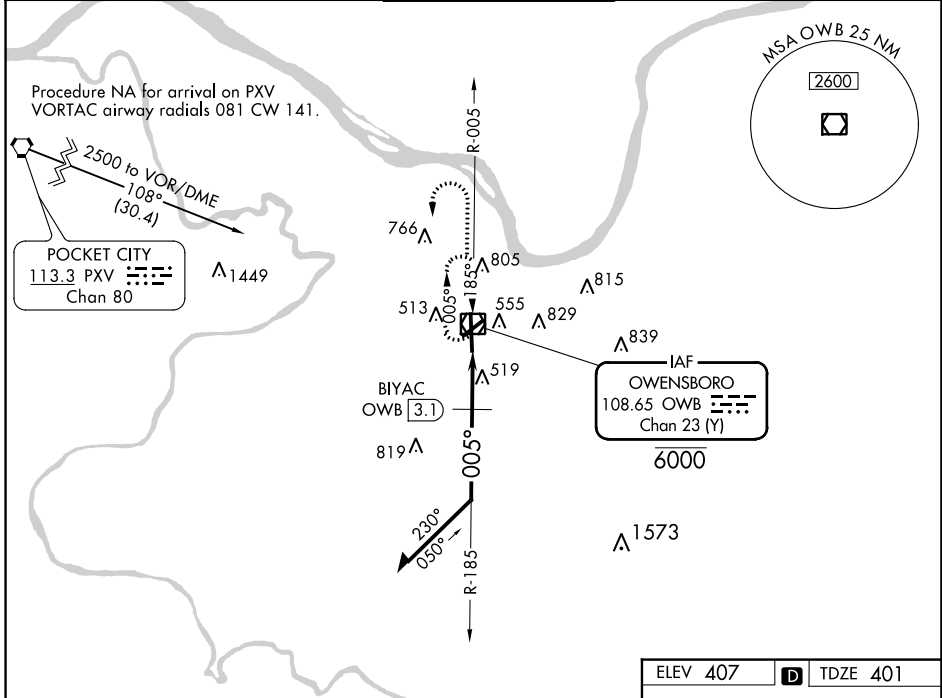 MSA OWB 25 NM
2600
Procedure NA for arrival on PXV
VORTAC airway radials 081 CW 141.
2500 to VOR/DME
108°
(30.4)
POCKET CITY
113.3 PXV
Chan 80
1449
R-005
766
805
185°
005°
513
555
829
815
839
519
BIYAC
OWB 3.1
819
005°
IAF
OWENSBORO
108.65 OWB
Chan 23 (Y)
6000
230°
050°
R-185
1573
ELEV 407 D TDZE 401